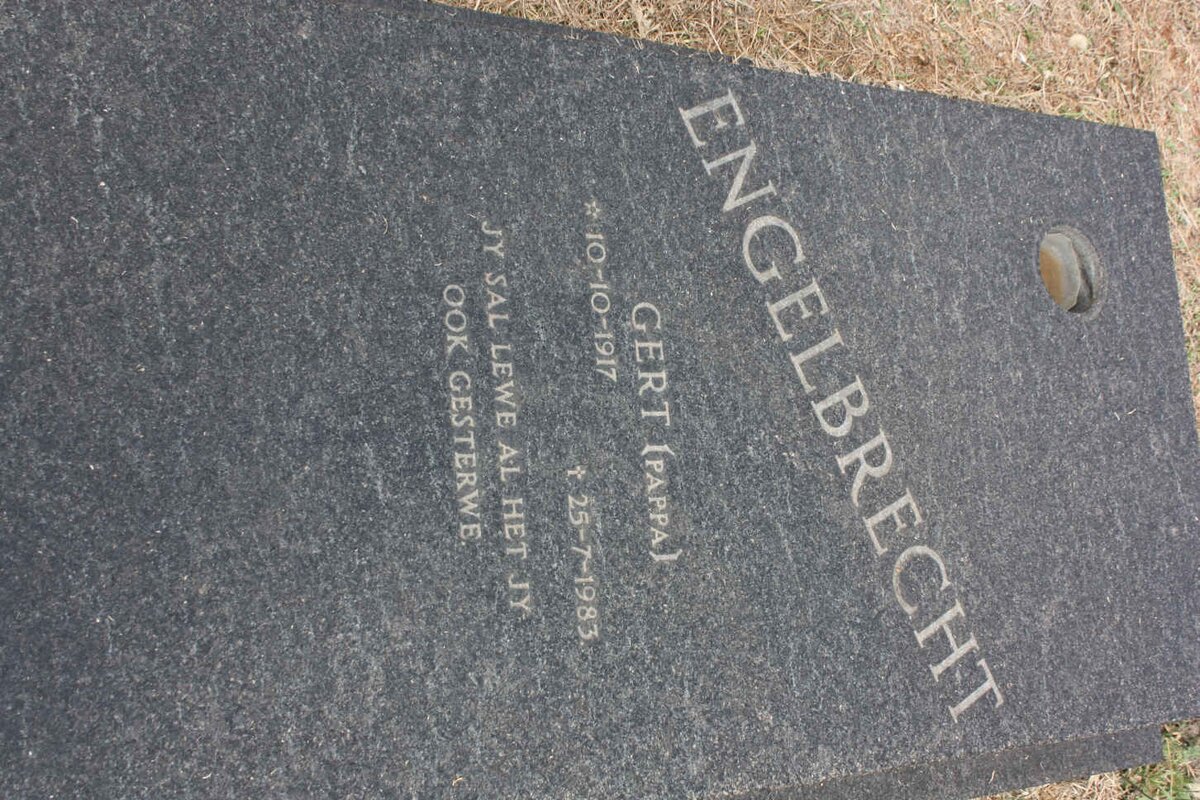 ENGELBRECHT
GERT (PAPPA)
* 10-10-1917 † 25-7-1983
JY SAL LEWE AL HET JY
OOK GESTERWE.